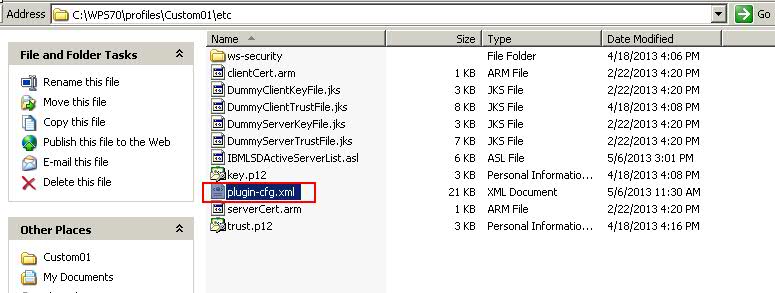 Address C:\WPS70\profiles\Custom01\etc Go
File and Folder Tasks
Rename this file
Move this file
Copy this file
Publish this file to the Web
E-mail this file
Delete this file
Other Places
Custom01
My Documents
Name Size Type Date Modified
ws-security File Folder 4/18/2013 4:06 PM
clientCert.arm 1 KB ARM File 2/22/2013 4:20 PM
DummyClientKeyFile.jks 3 KB JKS File 2/22/2013 4:20 PM
DummyClientTrustFile.jks 8 KB JKS File 4/18/2013 4:08 PM
DummyServerKeyFile.jks 3 KB JKS File 2/22/2013 4:20 PM
DummyServerTrustFile.jks 7 KB JKS File 2/22/2013 4:20 PM
IBMLSDActiveServerList.asl 6 KB ASL File 5/6/2013 3:01 PM
key.p12 3 KB Personal Informatio... 4/18/2013 4:08 PM
plugin-cfg.xml 21 KB XML Document 5/6/2013 11:30 AM
serverCert.arm 1 KB ARM File 2/22/2013 4:20 PM
trust.p12 3 KB Personal Informatio... 4/18/2013 4:16 PM